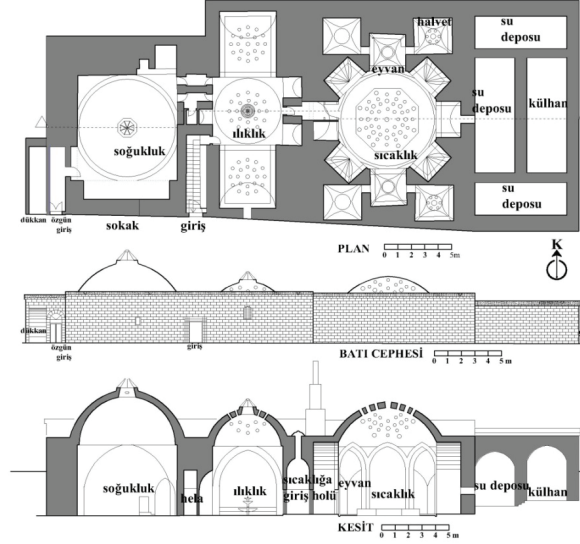 halvet
su
deposu
eyvan
su
deposu
külhan
soğukluk
ılıklık
sıcaklık
su
deposu
dükkan
özgün
giriş
sokak
giriş
PLAN
0 1 2 3 4 5m
K
dükkan
özgün
giriş
giriş
BATI CEPHESİ
0 1 2 3 4 5 m
soğukluk
hela
ılıklık
sıcaklığa
giriş holü
eyvan
sıcaklık
su deposu
külhan
KESİT
0 1 2 3 4 5 m